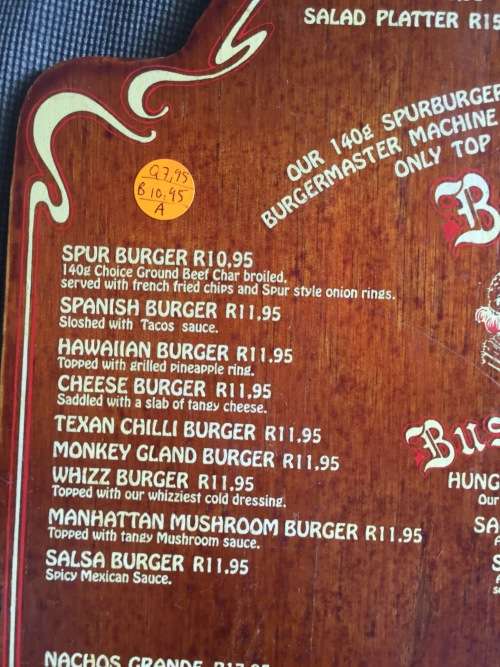 SALAD PLATTER R15
OUR 140g SPURBURGER
BURGERMASTER MACHINE
ONLY TOP
G 7,95
B 10,95
A
SPUR BURGER R10,95
140g Choice Ground Beef Char broiled,
served with french fried chips and Spur style onion rings.
SPANISH BURGER R11,95
Sloshed with Tacos sauce.
HAWAIIAN BURGER R11,95
Topped with grilled pineapple ring.
CHEESE BURGER R11,95
Saddled with a slab of tangy cheese.
TEXAN CHILLI BURGER R11,95
MONKEY GLAND BURGER R11,95
WHIZZ BURGER R11.95
Topped with our whizziest cold dressing.
MANHATTAN MUSHROOM BURGER R11,95
Topped with tangy Mushroom sauce.
SALSA BURGER R11.95
Spicy Mexican Sauce.
NACHOS GRANDE
B
Bus
HUNG
Our
SA